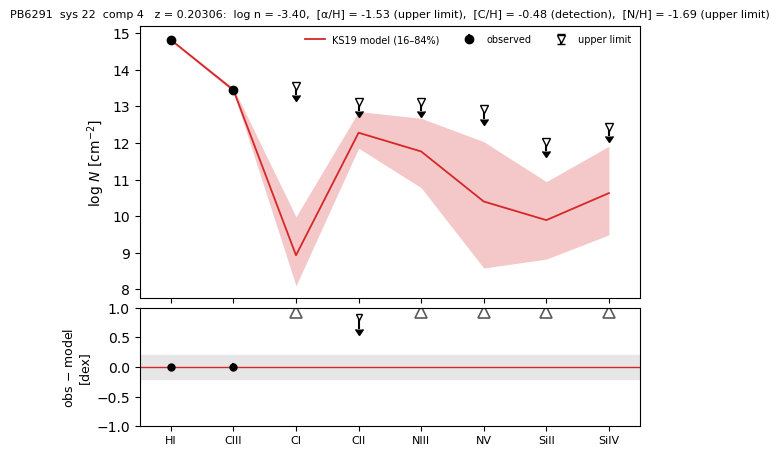 PB6291  sys 22  comp 4   z = 0.20306:  log n = -3.40,  [α/H] = -1.53 (upper limit),  [C/H] = -0.48 (detection),  [N/H] = -1.69 (upper limit)
KS19 model (16–84%)
observed
upper limit
log N [cm⁻²]
15
14
13
12
11
10
9
8
obs − model
[dex]
1.0
0.5
0.0
−0.5
−1.0
HI
CIII
CI
CII
NIII
NV
SiII
SiIV